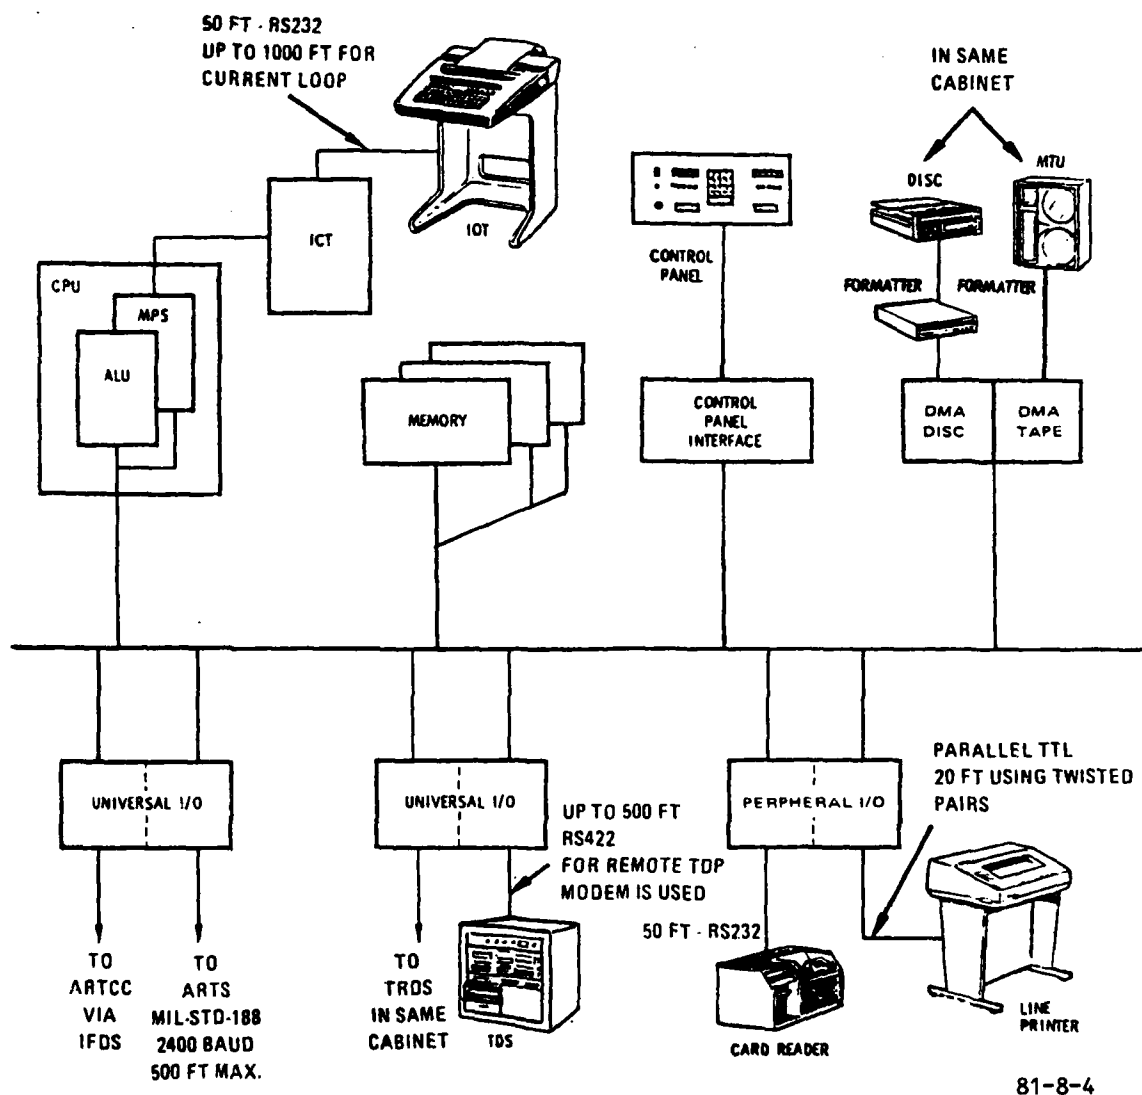 50 FT - RS232
UP TO 1000 FT FOR
CURRENT LOOP
IN SAME
CABINET
MTU
DISC
ICT
IOT
CONTROL
PANEL
CPU
MPS
ALU
FORMATTER
FORMATTER
MEMORY
CONTROL
PANEL
INTERFACE
DMA
DISC
DMA
TAPE
PARALLEL TTL
20 FT USING TWISTED
PAIRS
UNIVERSAL I/O
UNIVERSAL I/O
PERPHERAL I/O
UP TO 500 FT
RS422
FOR REMOTE TDP
MODEM IS USED
50 FT - RS232
TO
ARTCC
VIA
IFDS
TO
ARTS
MIL-STD-188
2400 BAUD
500 FT MAX.
TO
TRDS
IN SAME
CABINET
TDS
CARD READER
LINE
PRINTER
81-8-4